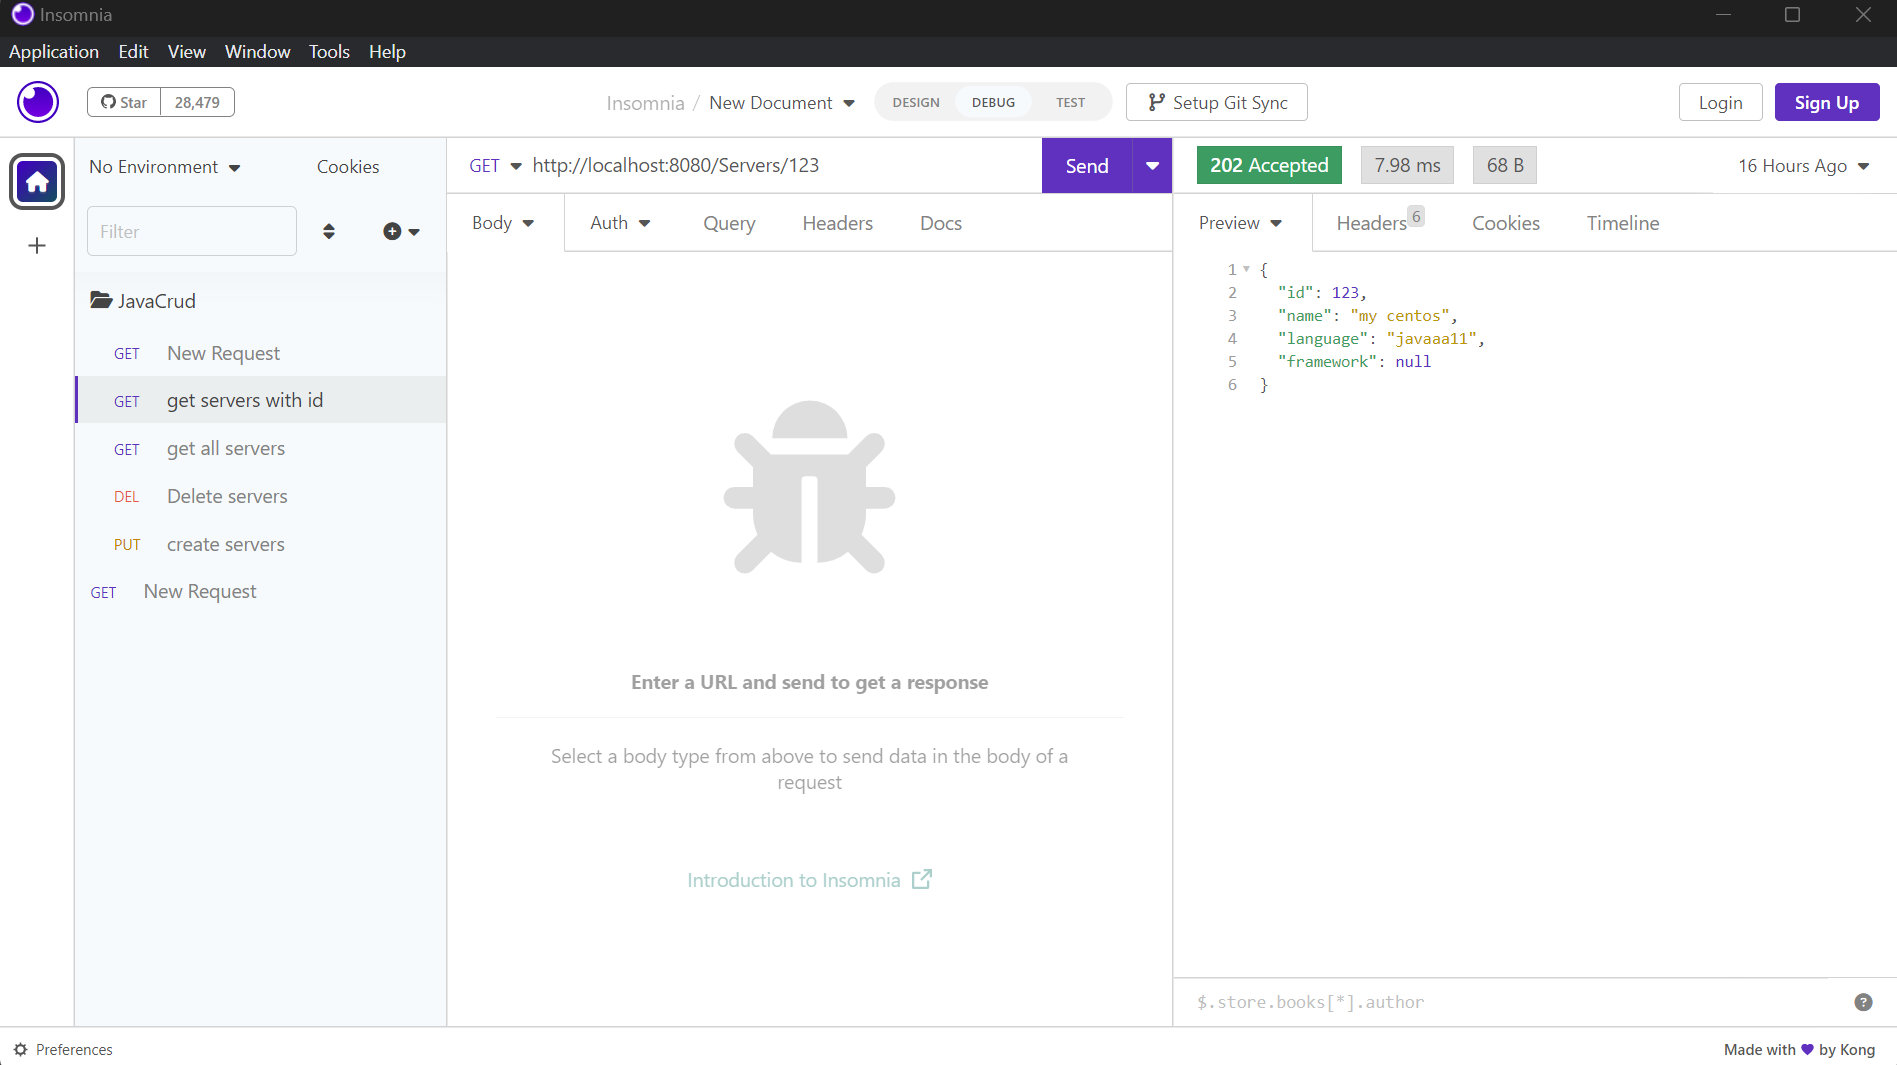 Insomnia
Application Edit View Window Tools Help
Star 28,479
Insomnia / New Document
DESIGN DEBUG TEST
Setup Git Sync
Login
Sign Up
No Environment
Cookies
Filter
JavaCrud
GET New Request
GET get servers with id
GET get all servers
DEL Delete servers
PUT create servers
GET New Request
GET http://localhost:8080/Servers/123
Send
Body Auth Query Headers Docs
Enter a URL and send to get a response
Select a body type from above to send data in the body of a
request
Introduction to Insomnia
202 Accepted 7.98 ms 68 B
16 Hours Ago
Preview Headers 6 Cookies Timeline
1 {
2 "id": 123,
3 "name": "my centos",
4 "language": "javaaa11",
5 "framework": null
6 }
$.store.books[*].author
?
Preferences
Made with ♥ by Kong